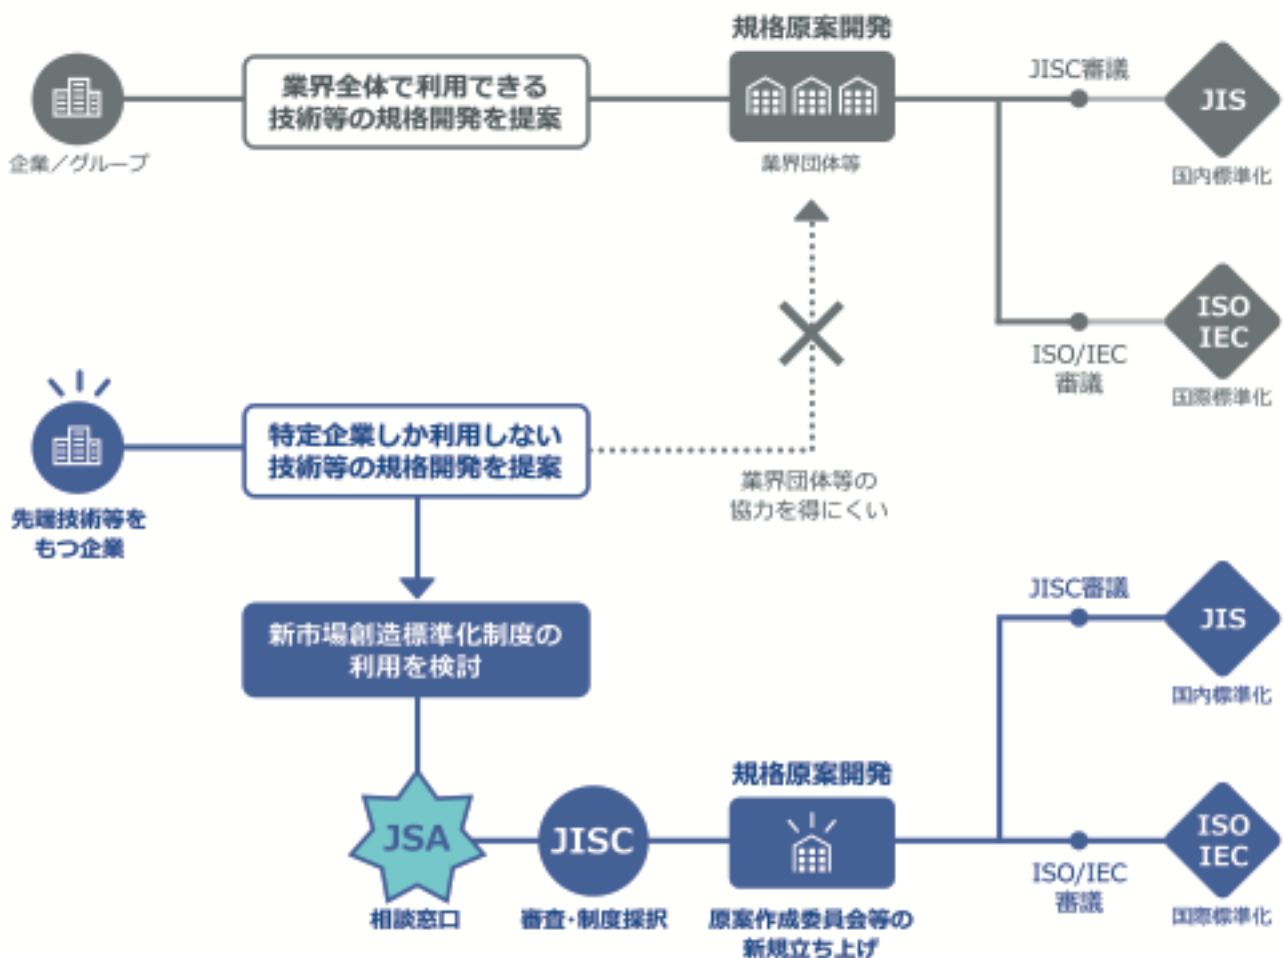 規格原案開発
業界全体で利用できる
技術等の規格開発を提案
企業／グループ
業界団体等
JISC審議
JIS
国内標準化
ISO
IEC
ISO/IEC
審議
国際標準化
特定企業しか利用しない
技術等の規格開発を提案
先端技術等を
もつ企業
業界団体等の
協力を得にくい
新市場創造標準化制度の
利用を検討
JSA
相談窓口
JISC
審査・制度採択
規格原案開発
原案作成委員会等の
新規立ち上げ
JISC審議
JIS
国内標準化
ISO
IEC
ISO/IEC
審議
国際標準化